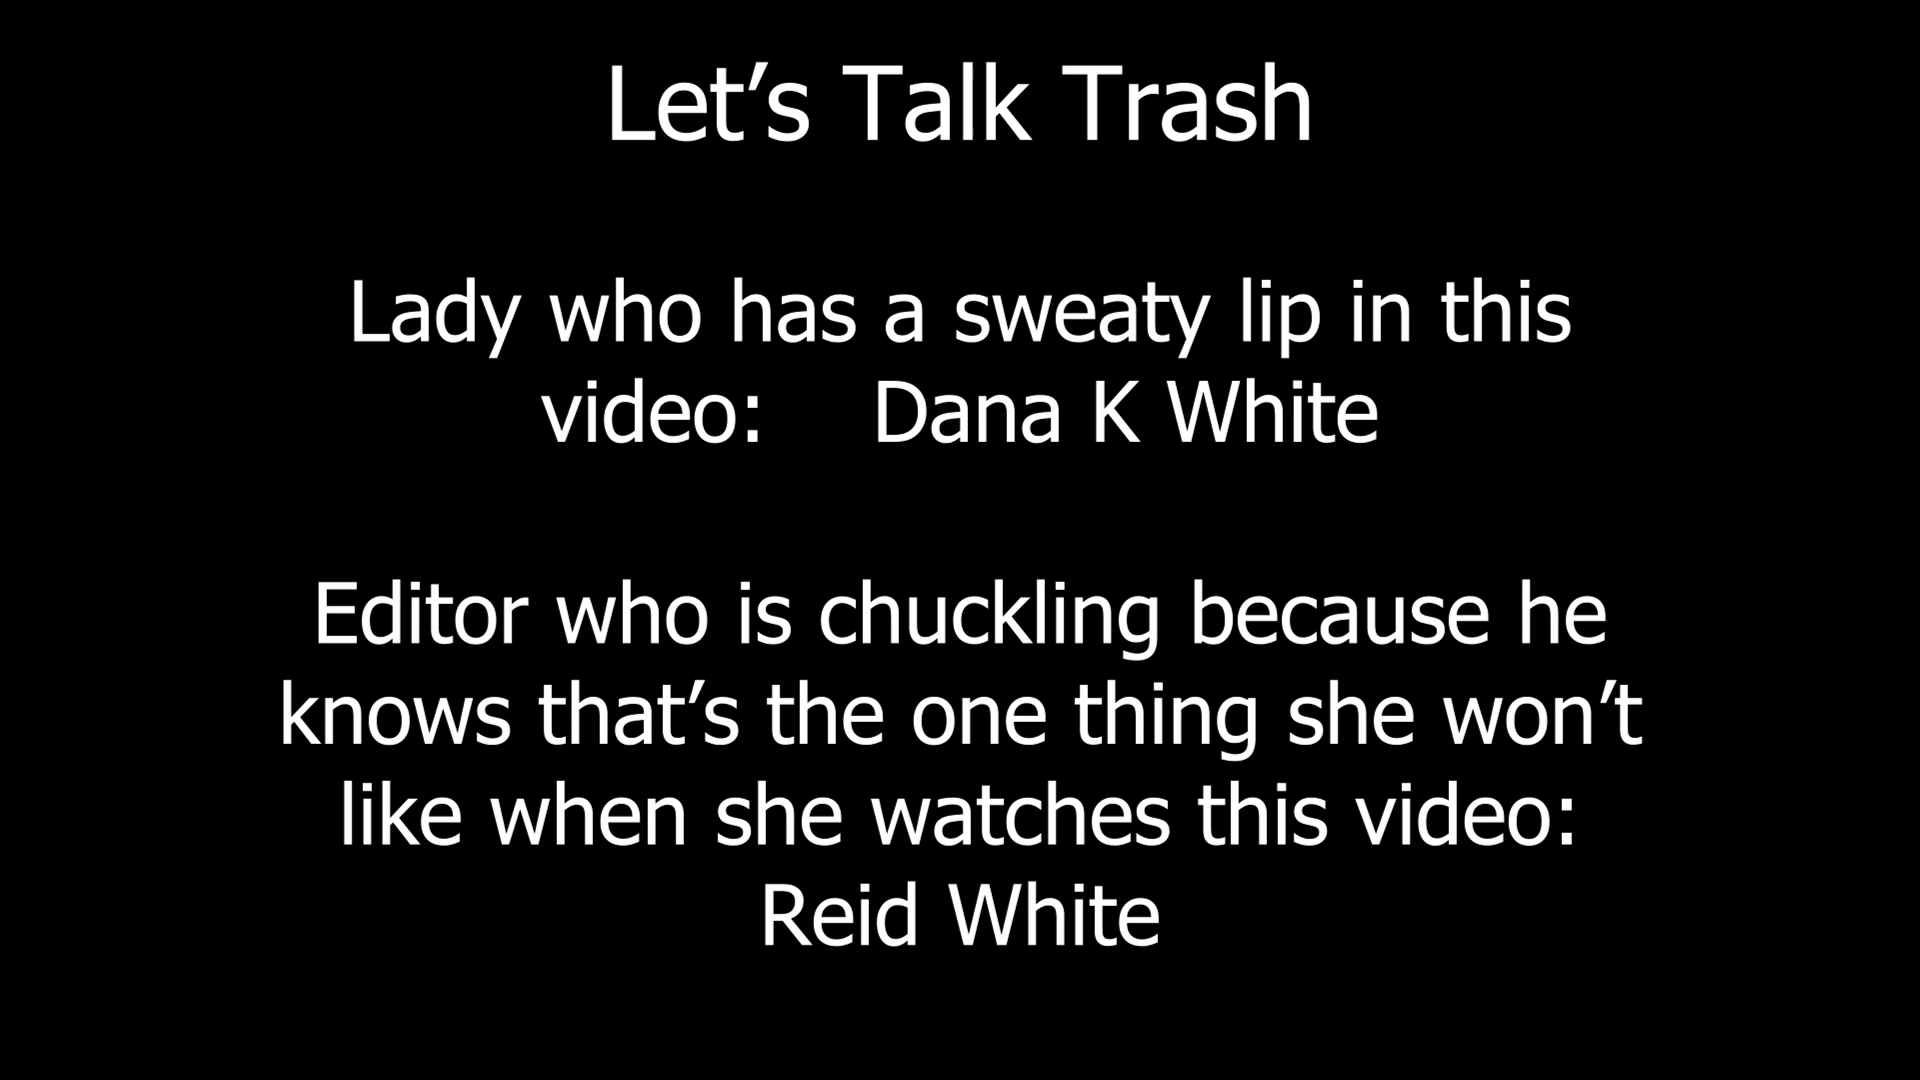 Let’s Talk Trash
Lady who has a sweaty lip in this
video: Dana K White
Editor who is chuckling because he
knows that’s the one thing she won’t
like when she watches this video:
Reid White